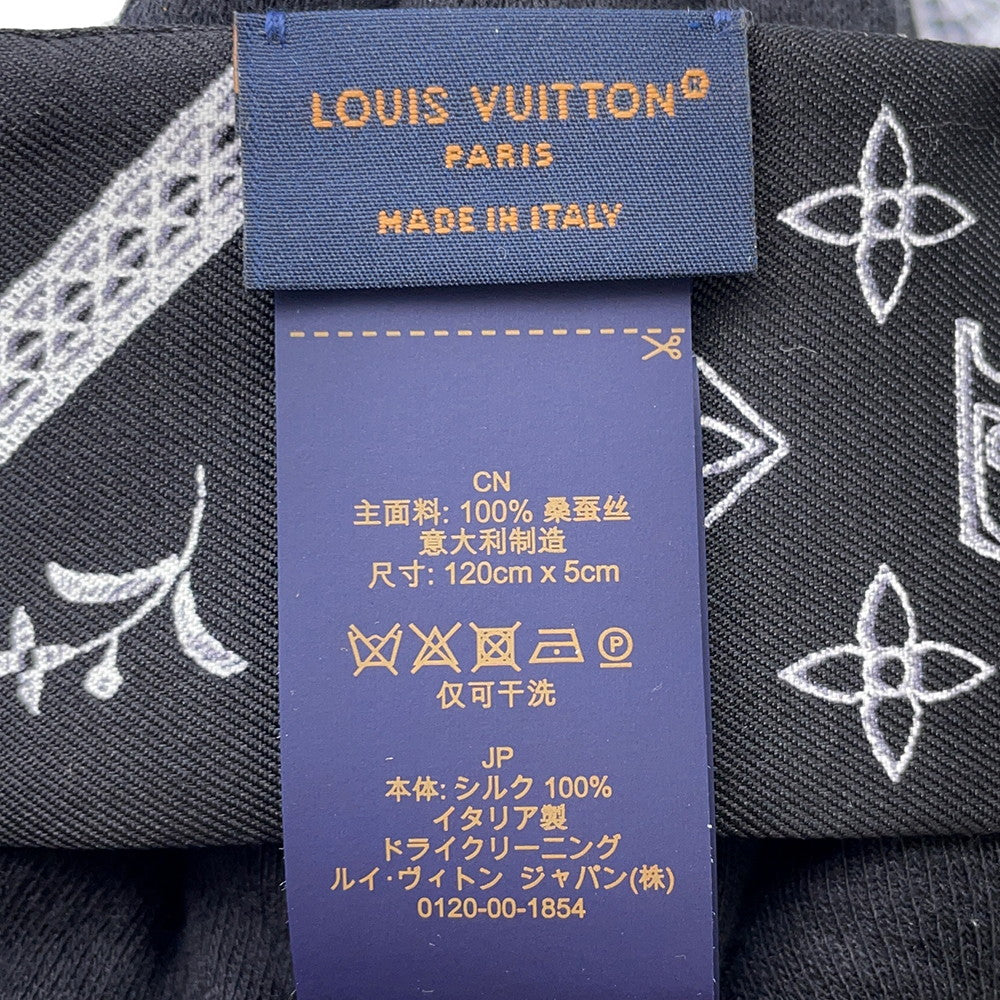 LOUIS VUITTON®
PARIS
MADE IN ITALY
CN
主面料: 100% 桑蚕丝
意大利制造
尺寸: 120cm x 5cm
P
仅可干洗
JP
本体: シルク 100%
イタリア製
ドライクリーニング
ルイ·ヴィトン ジャパン(株)
0120-00-1854